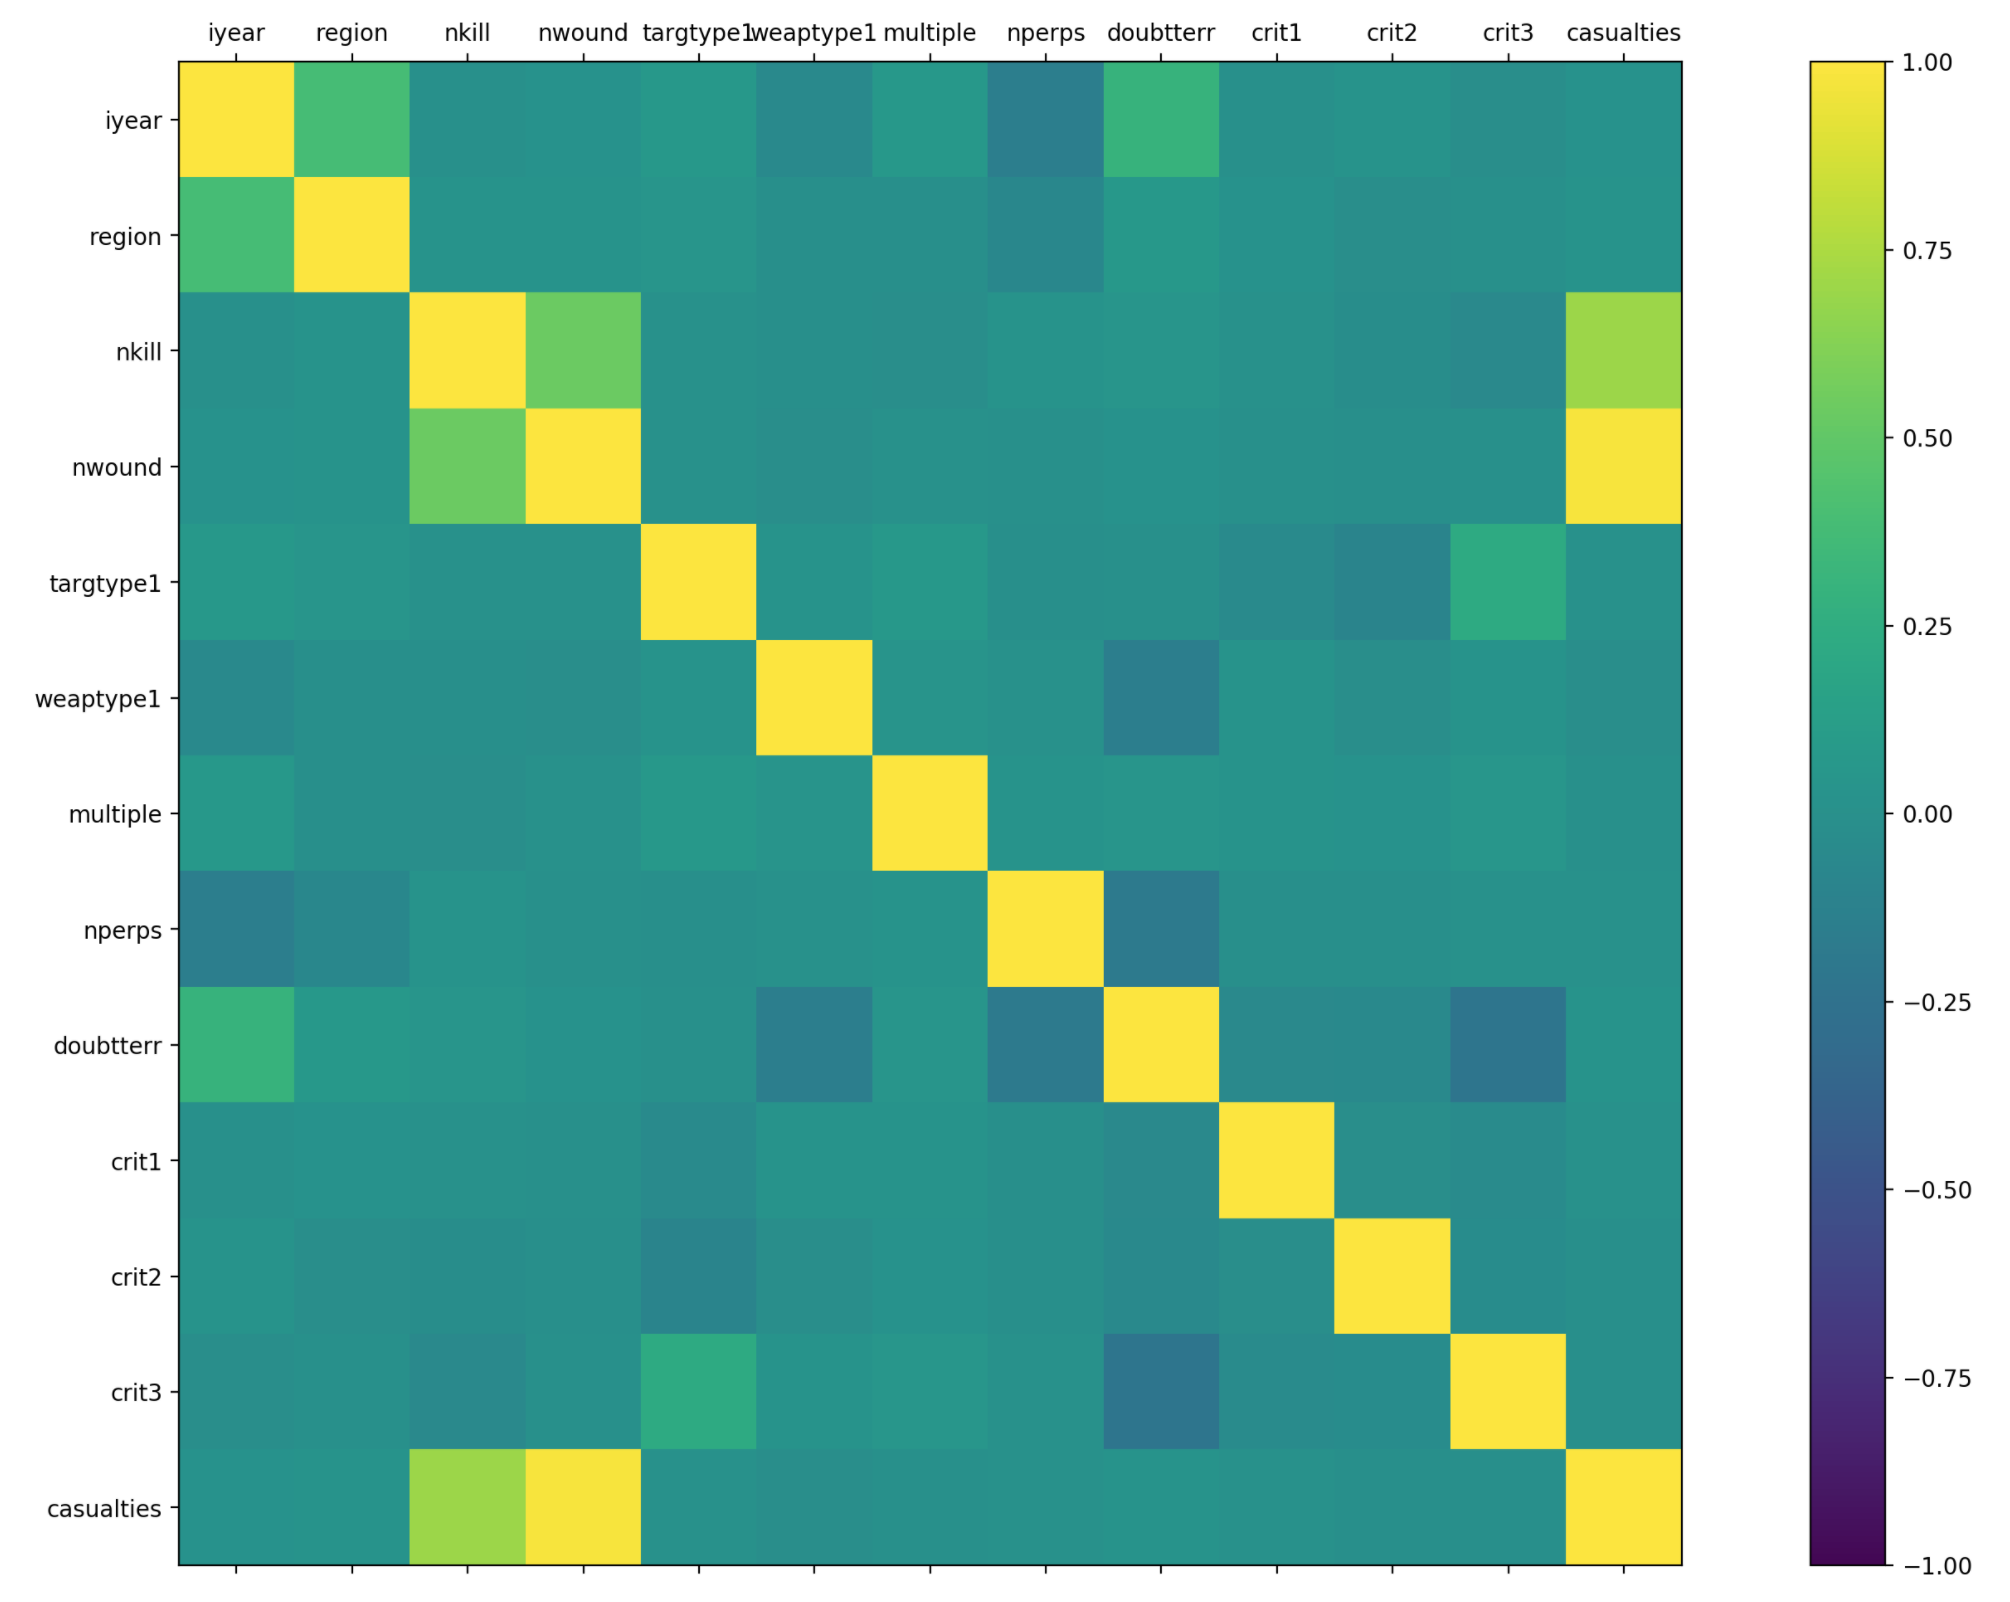 iyear region nkill nwound targtype1 weaptype1 multiple nperps doubtterr crit1 crit2 crit3 casualties
iyear
region
nkill
nwound
targtype1
weaptype1
multiple
nperps
doubtterr
crit1
crit2
crit3
casualties
1.00
0.75
0.50
0.25
0.00
−0.25
−0.50
−0.75
−1.00